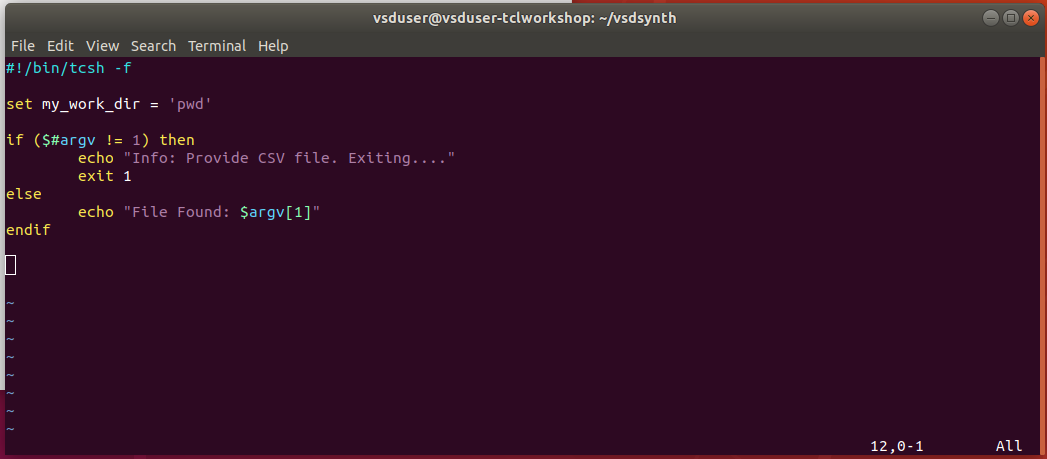 vsduser@vsduser-tclworkshop: ~/vsdsynth
File Edit View Search Terminal Help
#!/bin/tcsh -f
set my_work_dir = 'pwd'
if ($#argv != 1) then
        echo "Info: Provide CSV file. Exiting...."
        exit 1
else
        echo "File Found: $argv[1]"
endif
~
~
~
~
~
~
~
~
12,0-1 All